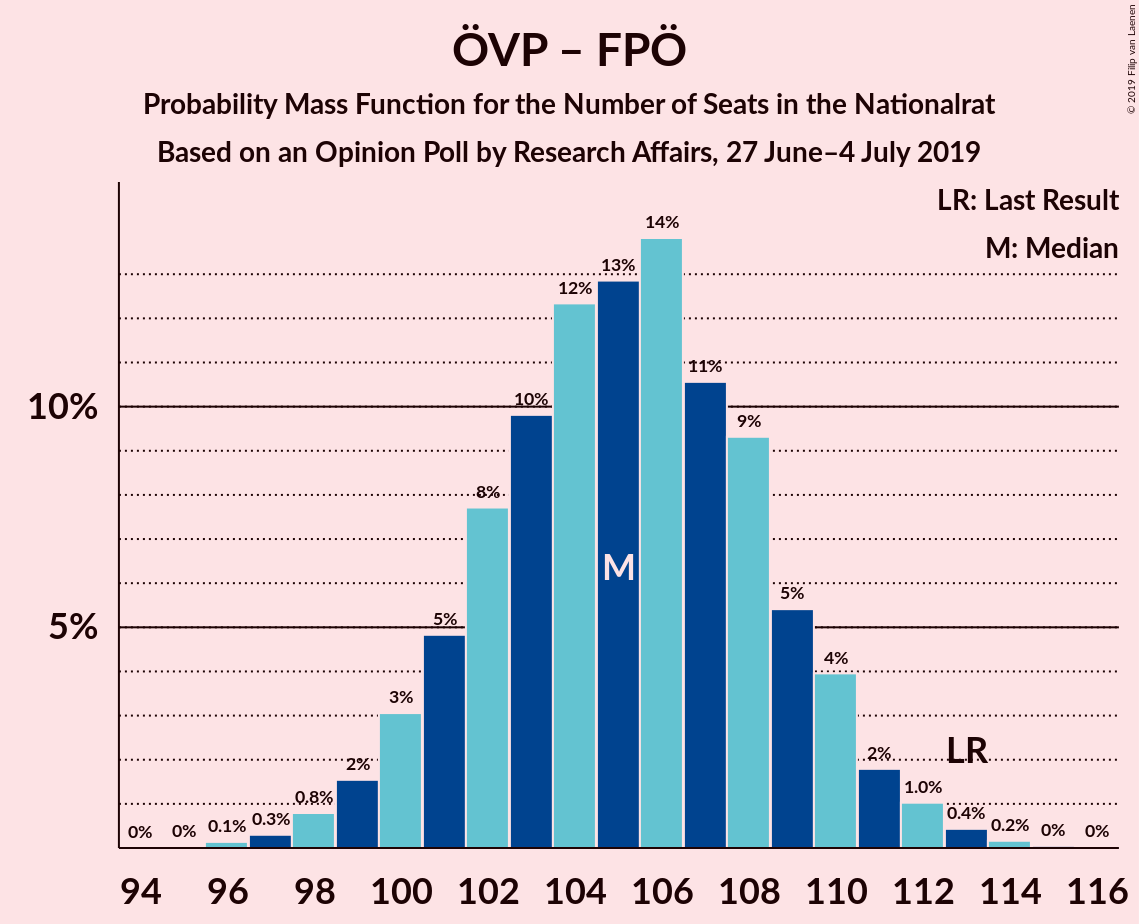 ÖVP – FPÖ
Probability Mass Function for the Number of Seats in the Nationalrat
Based on an Opinion Poll by Research Affairs, 27 June–4 July 2019
© 2019 Filip van Laenen
LR: Last Result
M: Median
10%
5%
0%
0%
0.1%
0.3%
0.8%
2%
3%
5%
8%
10%
12%
13%
14%
11%
9%
5%
4%
2%
1.0%
0.4%
0.2%
0%
0%
M
LR
94 96 98 100 102 104 106 108 110 112 114 116